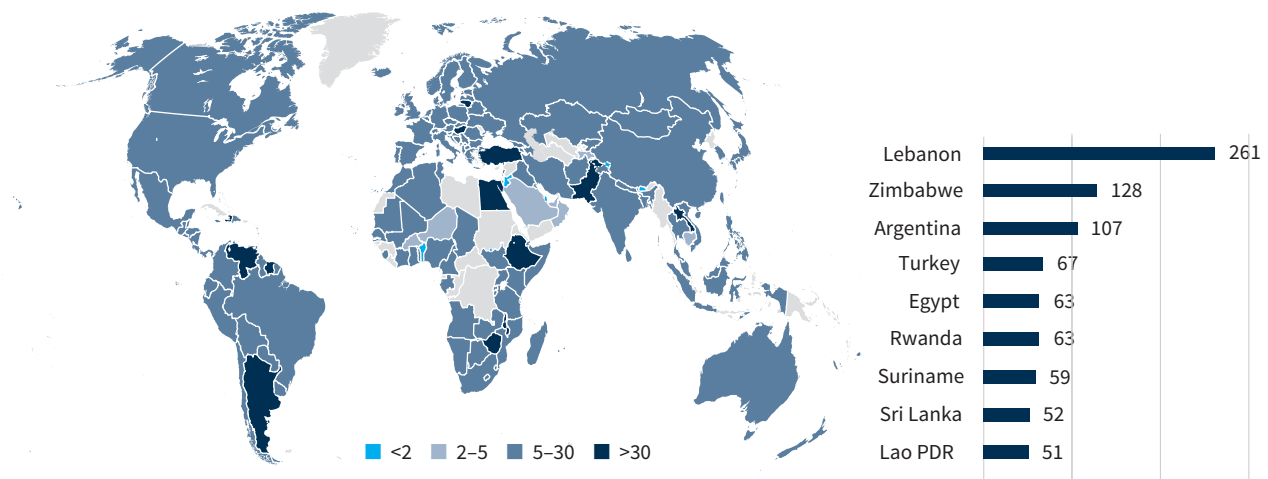 <2 2–5 5–30 >30
Lebanon 261
Zimbabwe 128
Argentina 107
Turkey 67
Egypt 63
Rwanda 63
Suriname 59
Sri Lanka 52
Lao PDR 51